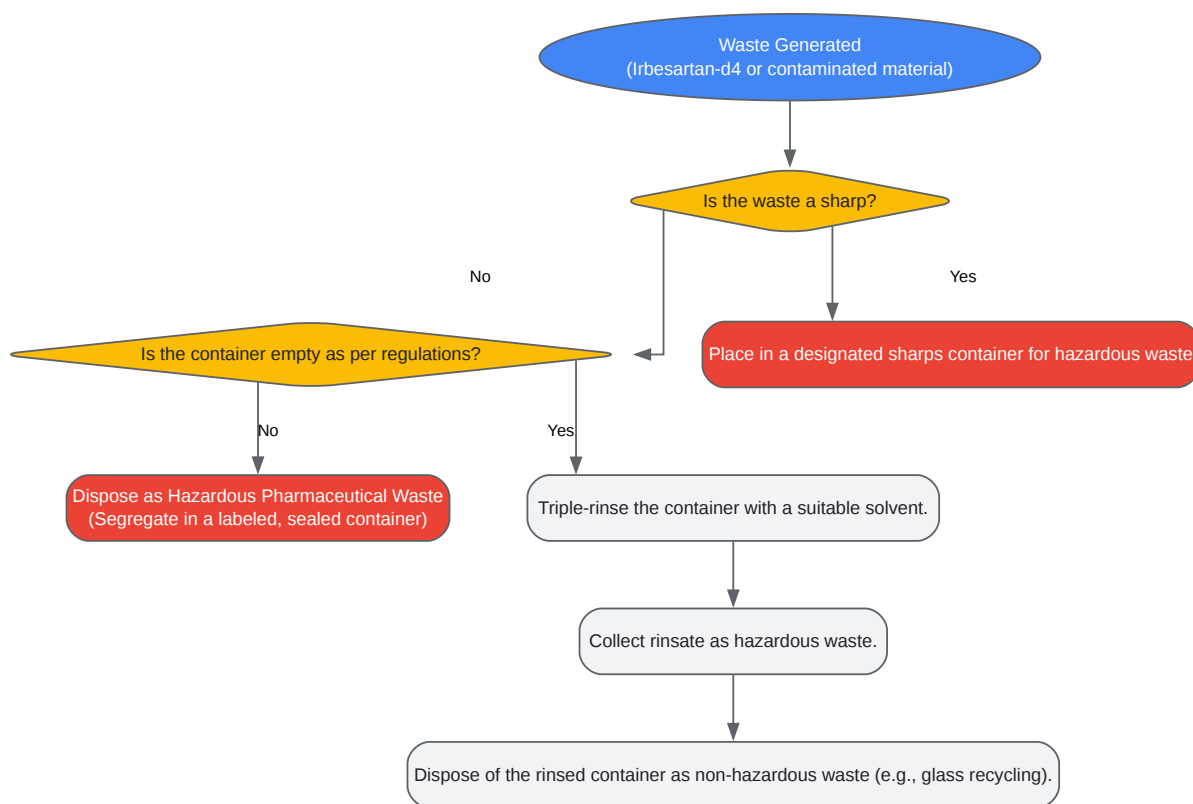 Waste Generated
(Irbesartan-d4 or contaminated material)
Is the waste a sharp?
No
Yes
Is the container empty as per regulations?
Place in a designated sharps container for hazardous waste
No
Yes
Dispose as Hazardous Pharmaceutical Waste
(Segregate in a labeled, sealed container)
Triple-rinse the container with a suitable solvent.
Collect rinsate as hazardous waste.
Dispose of the rinsed container as non-hazardous waste (e.g., glass recycling).